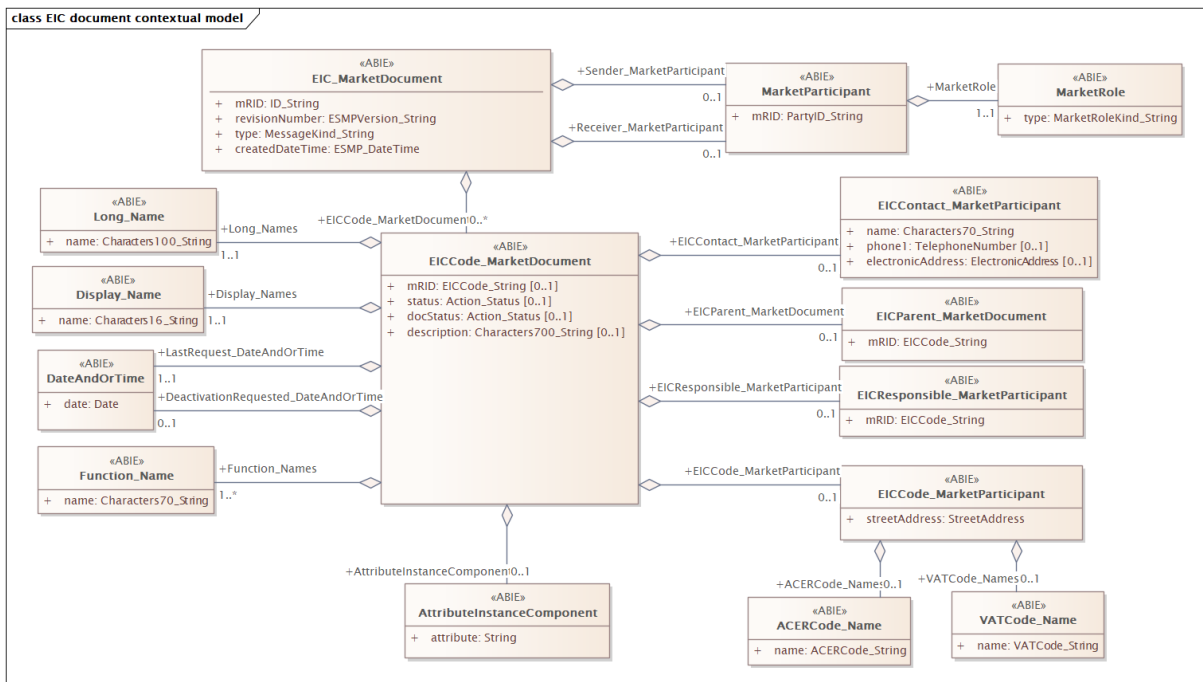 class EIC document contextual model
«ABIE»
EIC_MarketDocument
+ mRID: ID_String
+ revisionNumber: ESMPVersion_String
+ type: MessageKind_String
+ createdDateTime: ESMP_DateTime
+Sender_MarketParticipant
0..1
+Receiver_MarketParticipant
0..1
«ABIE»
MarketParticipant
+ mRID: PartyID_String
+MarketRole
1..1
«ABIE»
MarketRole
+ type: MarketRoleKind_String
«ABIE»
Long_Name
+ name: Characters100_String
+Long_Names
1..1
+EICCode_MarketDocument 0..*
«ABIE»
EICCode_MarketDocument
+ mRID: EICCode_String [0..1]
+ status: Action_Status [0..1]
+ docStatus: Action_Status [0..1]
+ description: Characters700_String [0..1]
+EICContact_MarketParticipant
0..1
«ABIE»
EICContact_MarketParticipant
+ name: Characters70_String
+ phone1: TelephoneNumber [0..1]
+ electronicAddress: ElectronicAddress [0..1]
«ABIE»
Display_Name
+ name: Characters16_String
+Display_Names
1..1
+EICParent_MarketDocument
0..1
«ABIE»
EICParent_MarketDocument
+ mRID: EICCode_String
«ABIE»
DateAndOrTime
+ date: Date
+LastRequest_DateAndOrTime
1..1
+DeactivationRequested_DateAndOrTime
0..1
+EICResponsible_MarketParticipant
0..1
«ABIE»
EICResponsible_MarketParticipant
+ mRID: EICCode_String
«ABIE»
Function_Name
+ name: Characters70_String
+Function_Names
1..*
+EICCode_MarketParticipant
0..1
«ABIE»
EICCode_MarketParticipant
+ streetAddress: StreetAddress
+AttributeInstanceComponent 0..1
«ABIE»
AttributeInstanceComponent
+ attribute: String
+ACERCode_Names 0..1
«ABIE»
ACERCode_Name
+ name: ACERCode_String
+VATCode_Names 0..1
«ABIE»
VATCode_Name
+ name: VATCode_String